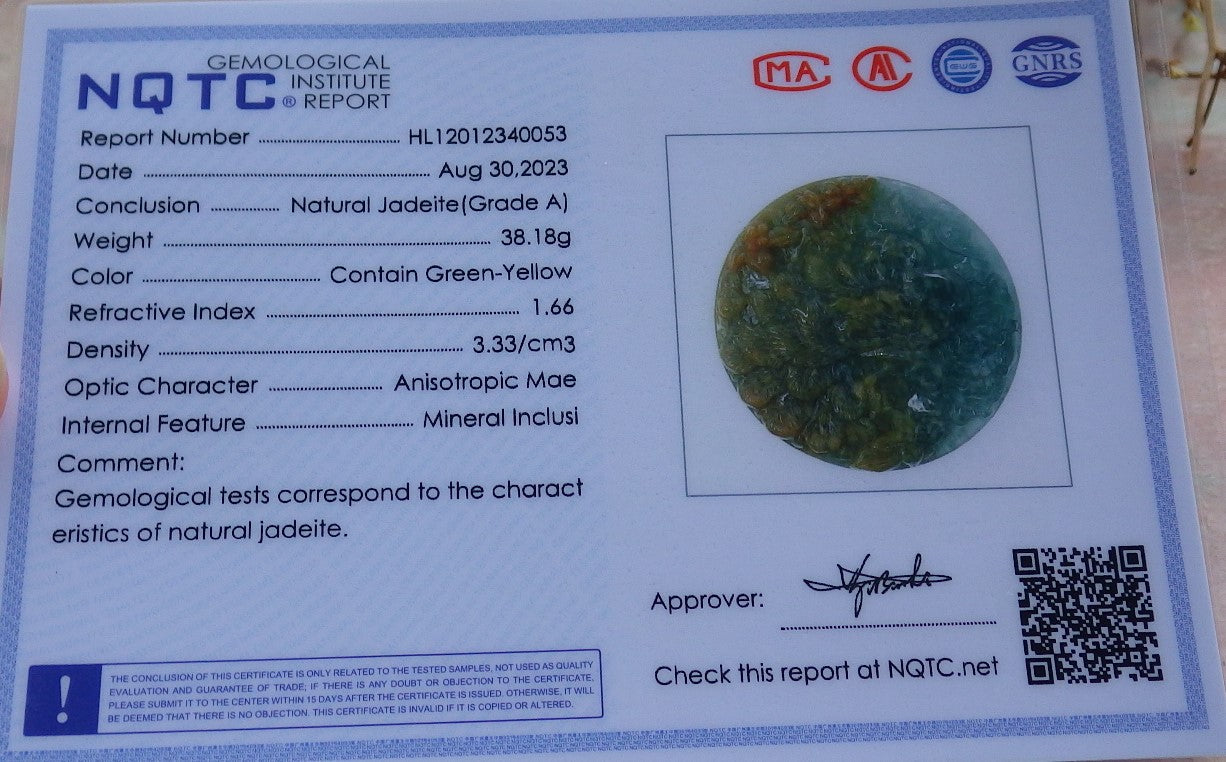 GEMOLOGICAL
NQTC® INSTITUTE
REPORT
MA
GNRS
Report Number HL12012340053
Date Aug 30,2023
Conclusion Natural Jadeite(Grade A)
Weight 38.18g
Color Contain Green-Yellow
Refractive Index 1.66
Density 3.33/cm3
Optic Character Anisotropic Mae
Internal Feature Mineral Inclusi
Comment:
Gemological tests correspond to the charact
eristics of natural jadeite.
Approver:
Check this report at NQTC.net
! THE CONCLUSION OF THIS CERTIFICATE IS ONLY RELATED TO THE TESTED SAMPLES, NOT USED AS QUALITY
EVALUATION AND GUARANTEE OF TRADE; IF THERE IS ANY DOUBT OR OBJECTION TO THE CERTIFICATE,
PLEASE SUBMIT IT TO THE CENTER WITHIN 15 DAYS AFTER THE CERTIFICATE IS ISSUED. OTHERWISE, IT WILL
BE DEEMED THAT THERE IS NO OBJECTION. THIS CERTIFICATE IS INVALID IF IT IS COPIED OR ALTERED.